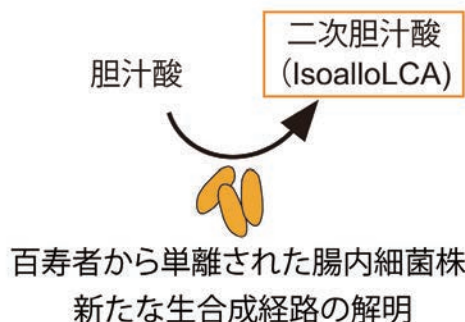 胆汁酸
二次胆汁酸
（IsoalloLCA)
百寿者から単離された腸内細菌株
新たな生合成経路の解明